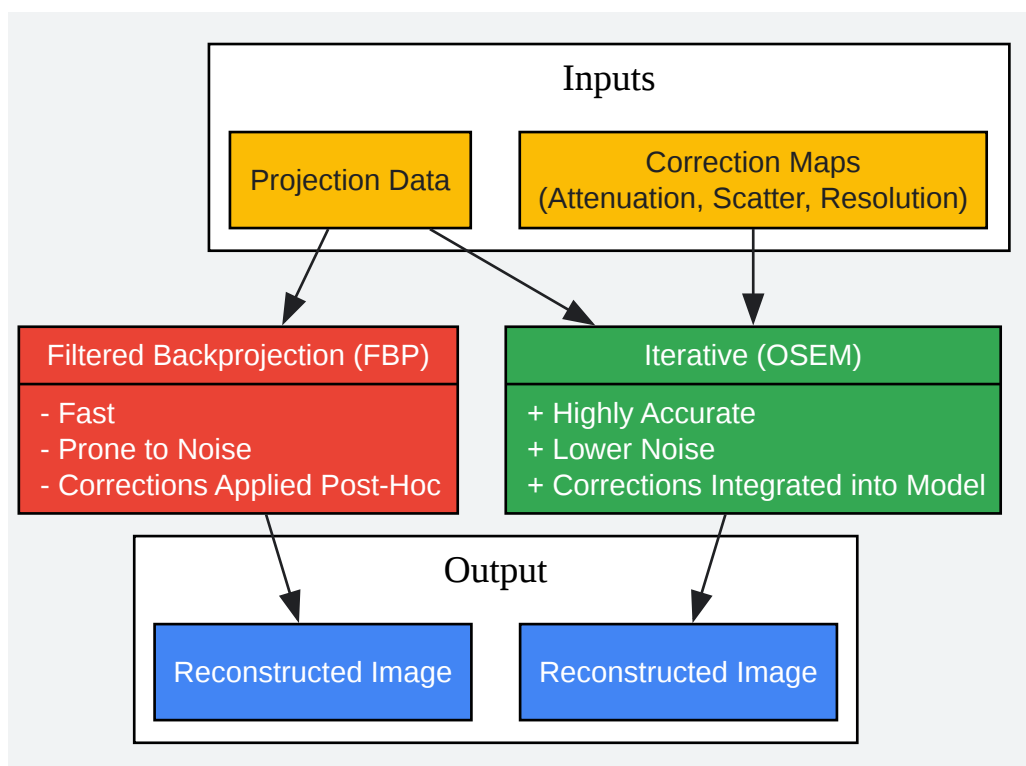 Inputs
Projection Data
Correction Maps
(Attenuation, Scatter, Resolution)
Filtered Backprojection (FBP)
- Fast
- Prone to Noise
- Corrections Applied Post-Hoc
Iterative (OSEM)
+ Highly Accurate
+ Lower Noise
+ Corrections Integrated into Model
Output
Reconstructed Image
Reconstructed Image